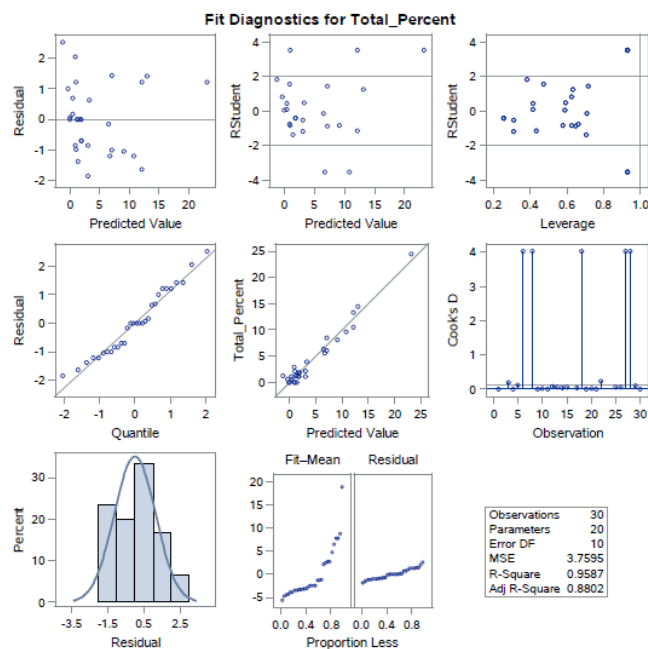 Fit Diagnostics for Total_Percent
Residual
2
1
0
-1
-2
0 10 20
Predicted Value
RStudent
4
2
0
-2
-4
0 10 20
Predicted Value
RStudent
4
2
0
-2
-4
0.2 0.4 0.6 0.8 1.0
Leverage
Residual
2
1
0
-1
-2
-2 -1 0 1 2
Quantile
Total_Percent
25
20
15
10
5
0
0 5 10 15 20 25
Predicted Value
Cook's D
4
3
2
1
0
0 5 10 15 20 25 30
Observation
Percent
30
20
10
0
-3.5 -1.5 0.5 2.5
Residual
Fit–Mean Residual
20
15
10
5
0
-5
0.0 0.4 0.8 0.0 0.4 0.8
Proportion Less
Observations 30
Parameters 20
Error DF 10
MSE 3.7595
R-Square 0.9587
Adj R-Square 0.8802